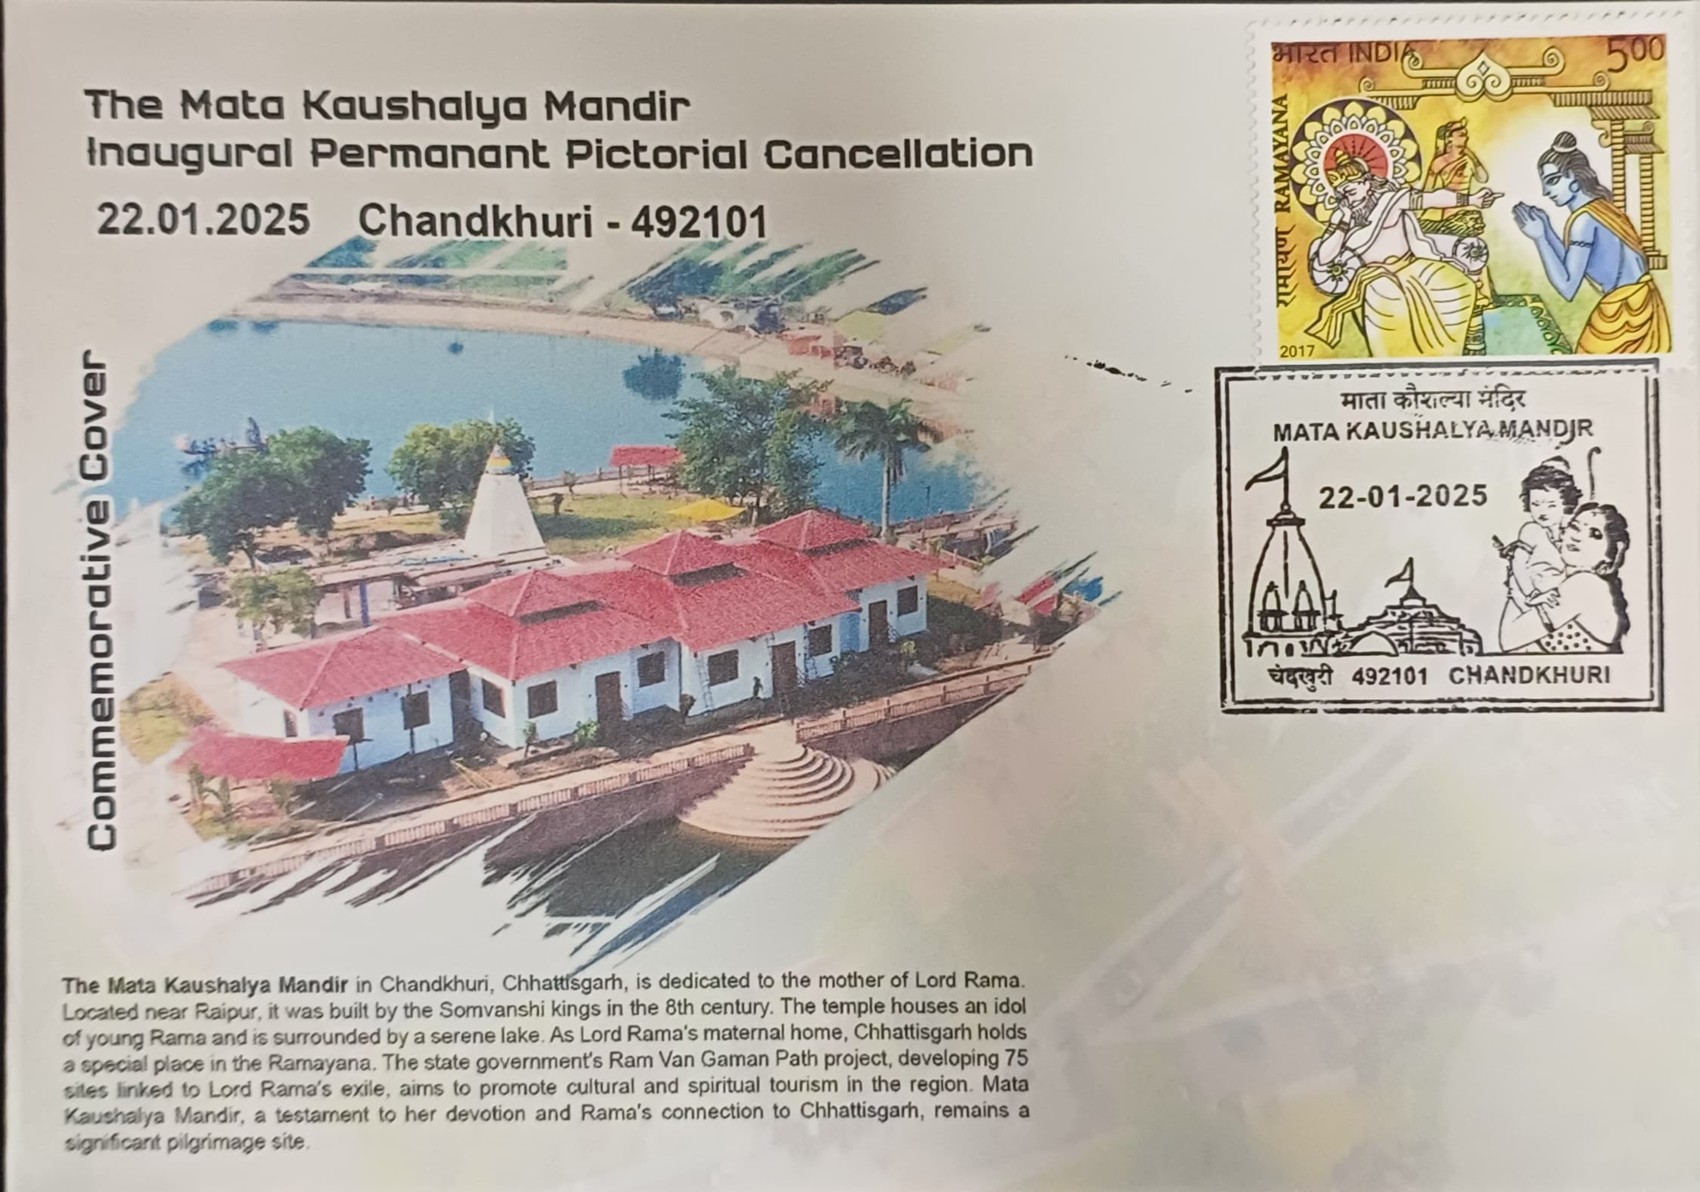 The Mata Kaushalya Mandir
Inaugural Permanant Pictorial Cancellation
22.01.2025 Chandkhuri - 492101
Commemorative Cover
भारत INDIA 500
रामायण RAMAYANA
2017
माता कौशल्या मंदिर
MATA KAUSHALYA MANDIR
22-01-2025
चंदखुरी 492101 CHANDKHURI
The Mata Kaushalya Mandir in Chandkhuri, Chhattisgarh, is dedicated to the mother of Lord Rama.
Located near Raipur, it was built by the Somvanshi kings in the 8th century. The temple houses an idol
of young Rama and is surrounded by a serene lake. As Lord Rama's maternal home, Chhattisgarh holds
a special place in the Ramayana. The state government's Ram Van Gaman Path project, developing 75
sites linked to Lord Rama's exile, aims to promote cultural and spiritual tourism in the region. Mata
Kaushalya Mandir, a testament to her devotion and Rama's connection to Chhattisgarh, remains a
significant pilgrimage site.